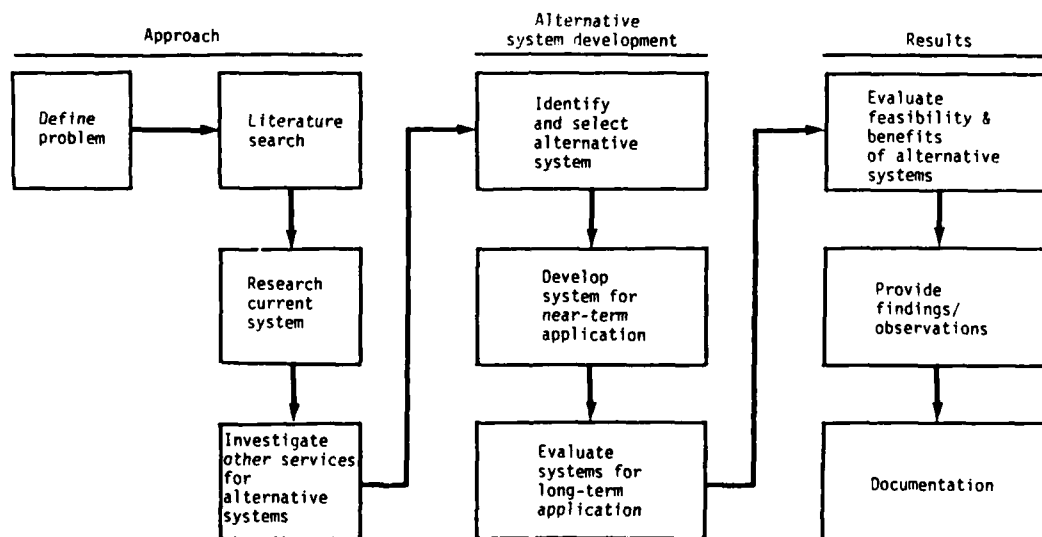 Approach
Define
problem
Literature
search
Research
current
system
Investigate
other services
for
alternative
systems
Alternative
system development
Identify
and select
alternative
system
Develop
system for
near-term
application
Evaluate
systems for
long-term
application
Results
Evaluate
feasibility &
benefits
of alternative
systems
Provide
findings/
observations
Documentation